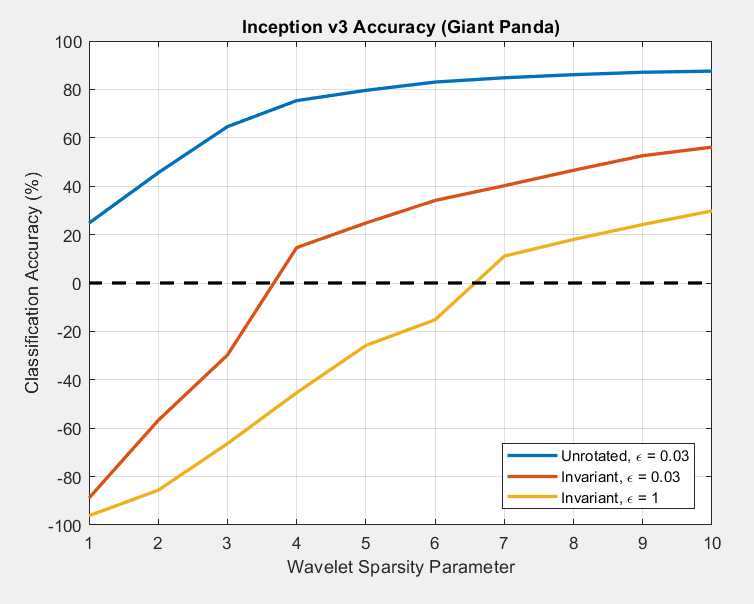 Inception v3 Accuracy (Giant Panda)
Classification Accuracy (%)
100
80
60
40
20
0
-20
-40
-60
-80
-100
Unrotated, ϵ = 0.03
Invariant, ϵ = 0.03
Invariant, ϵ = 1
1 2 3 4 5 6 7 8 9 10
Wavelet Sparsity Parameter